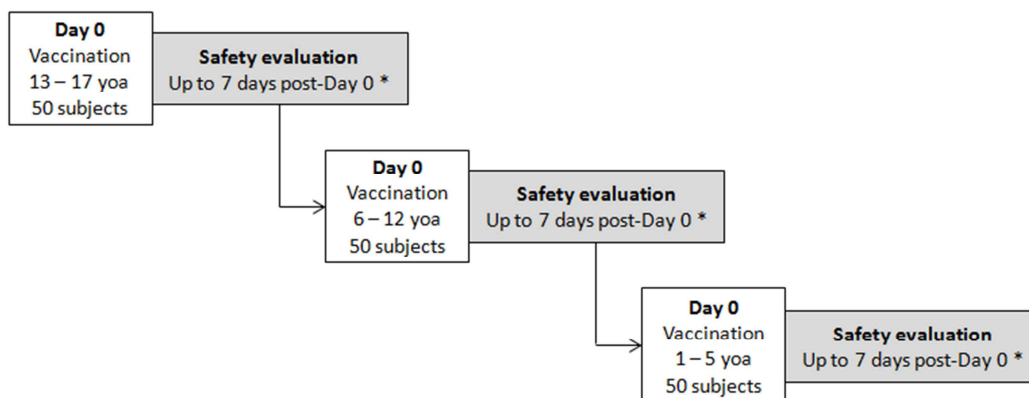 Day 0
Vaccination
13 – 17 yoa
50 subjects
Safety evaluation
Up to 7 days post-Day 0 *
Day 0
Vaccination
6 – 12 yoa
50 subjects
Safety evaluation
Up to 7 days post-Day 0 *
Day 0
Vaccination
1 – 5 yoa
50 subjects
Safety evaluation
Up to 7 days post-Day 0 *